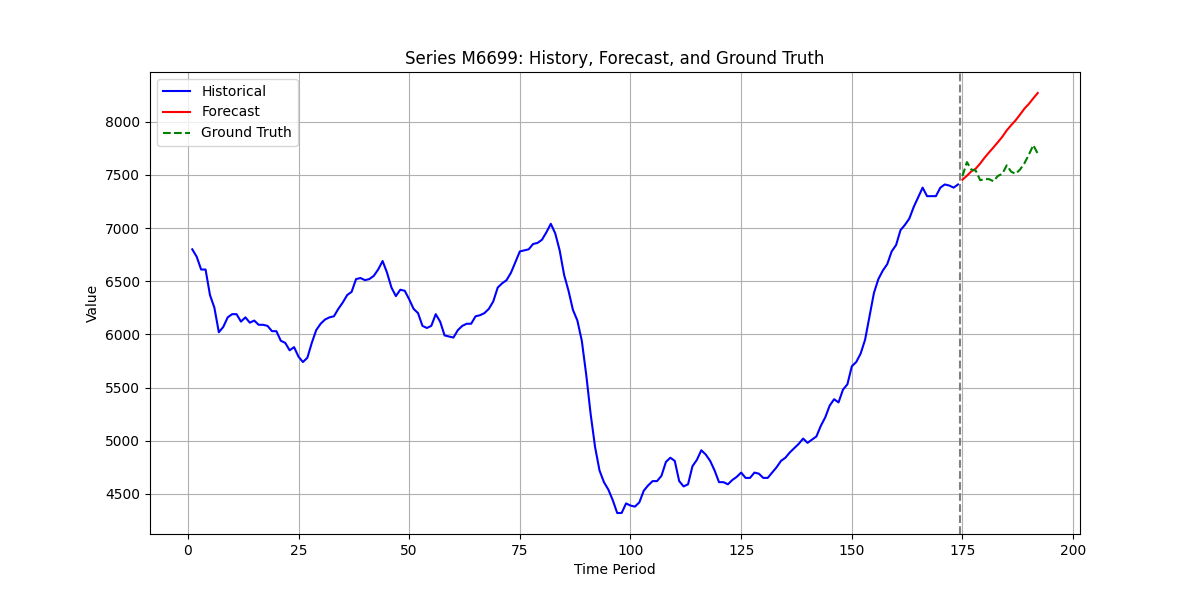 Series M6699: History, Forecast, and Ground Truth
Historical
Forecast
Ground Truth
8000
7500
7000
6500
6000
5500
5000
4500
Value
0 25 50 75 100 125 150 175 200
Time Period